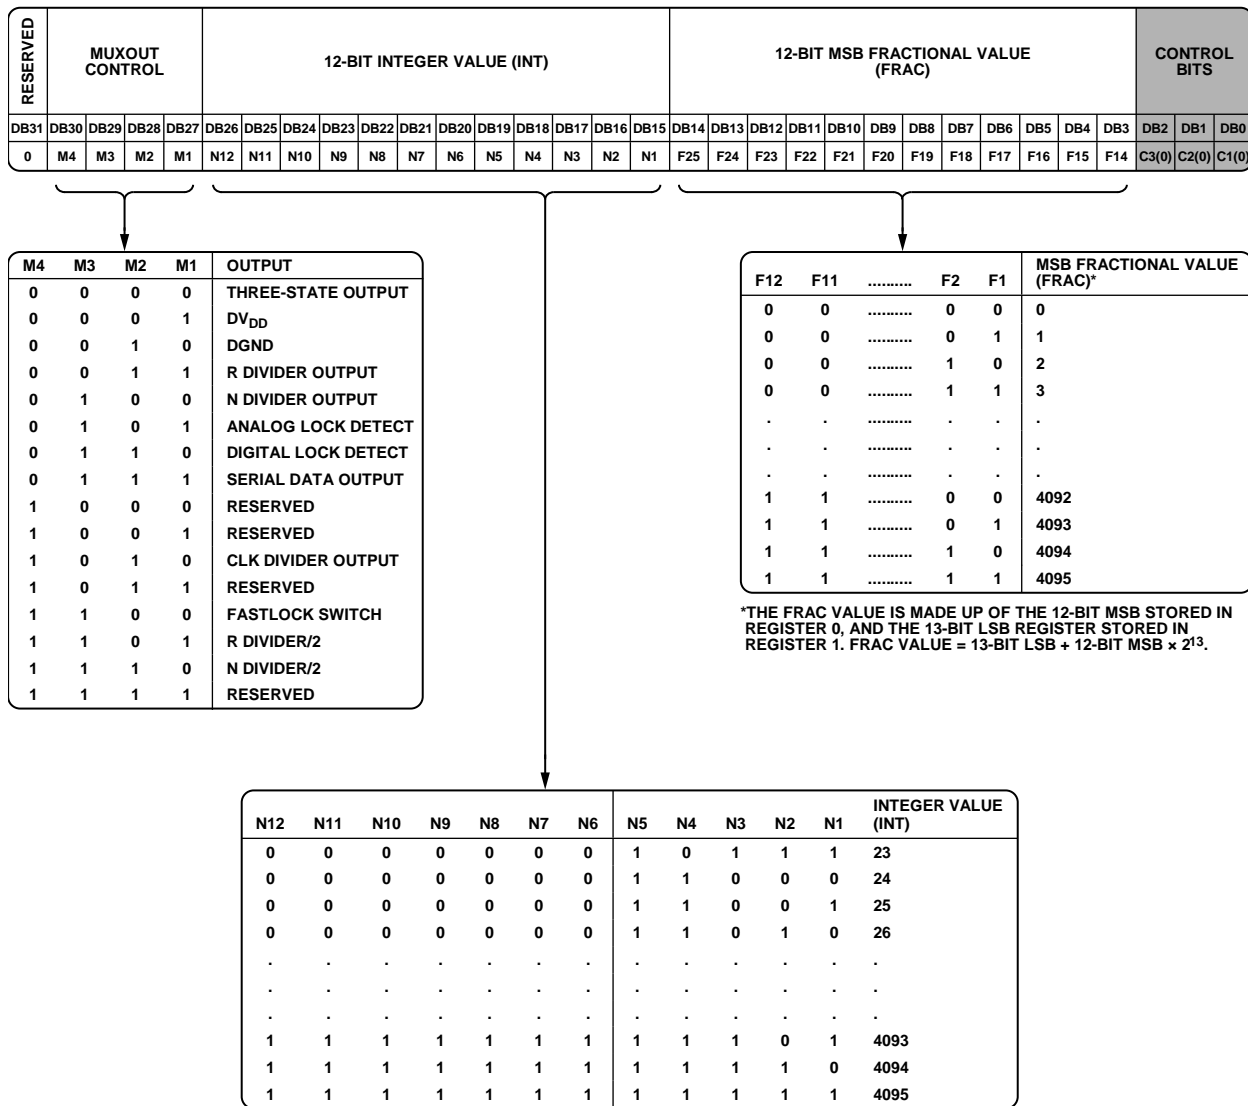 RESERVED
MUXOUT
CONTROL
12-BIT INTEGER VALUE (INT)
12-BIT MSB FRACTIONAL VALUE
(FRAC)
CONTROL
BITS
DB31 DB30 DB29 DB28 DB27 DB26 DB25 DB24 DB23 DB22 DB21 DB20 DB19 DB18 DB17 DB16 DB15 DB14 DB13 DB12 DB11 DB10 DB9 DB8 DB7 DB6 DB5 DB4 DB3 DB2 DB1 DB0
0 M4 M3 M2 M1 N12 N11 N10 N9 N8 N7 N6 N5 N4 N3 N2 N1 F25 F24 F23 F22 F21 F20 F19 F18 F17 F16 F15 F14 C3(0) C2(0) C1(0)
M4 M3 M2 M1 OUTPUT
0 0 0 0 THREE-STATE OUTPUT
0 0 0 1 DVDD
0 0 1 0 DGND
0 0 1 1 R DIVIDER OUTPUT
0 1 0 0 N DIVIDER OUTPUT
0 1 0 1 ANALOG LOCK DETECT
0 1 1 0 DIGITAL LOCK DETECT
0 1 1 1 SERIAL DATA OUTPUT
1 0 0 0 RESERVED
1 0 0 1 RESERVED
1 0 1 0 CLK DIVIDER OUTPUT
1 0 1 1 RESERVED
1 1 0 0 FASTLOCK SWITCH
1 1 0 1 R DIVIDER/2
1 1 1 0 N DIVIDER/2
1 1 1 1 RESERVED
F12 F11 .......... F2 F1 MSB FRACTIONAL VALUE
(FRAC)*
0 0 .......... 0 0 0
0 0 .......... 0 1 1
0 0 .......... 1 0 2
0 0 .......... 1 1 3
. . .......... . . .
. . .......... . . .
. . .......... . . .
1 1 .......... 0 0 4092
1 1 .......... 0 1 4093
1 1 .......... 1 0 4094
1 1 .......... 1 1 4095
*THE FRAC VALUE IS MADE UP OF THE 12-BIT MSB STORED IN
REGISTER 0, AND THE 13-BIT LSB REGISTER STORED IN
REGISTER 1. FRAC VALUE = 13-BIT LSB + 12-BIT MSB × 2¹³.
N12 N11 N10 N9 N8 N7 N6 N5 N4 N3 N2 N1 INTEGER VALUE
(INT)
0 0 0 0 0 0 0 1 0 1 1 1 23
0 0 0 0 0 0 0 1 1 0 0 0 24
0 0 0 0 0 0 0 1 1 0 0 1 25
0 0 0 0 0 0 0 1 1 0 1 0 26
. . . . . . . . . . . . .
. . . . . . . . . . . . .
. . . . . . . . . . . . .
1 1 1 1 1 1 1 1 1 1 0 1 4093
1 1 1 1 1 1 1 1 1 1 1 0 4094
1 1 1 1 1 1 1 1 1 1 1 1 4095